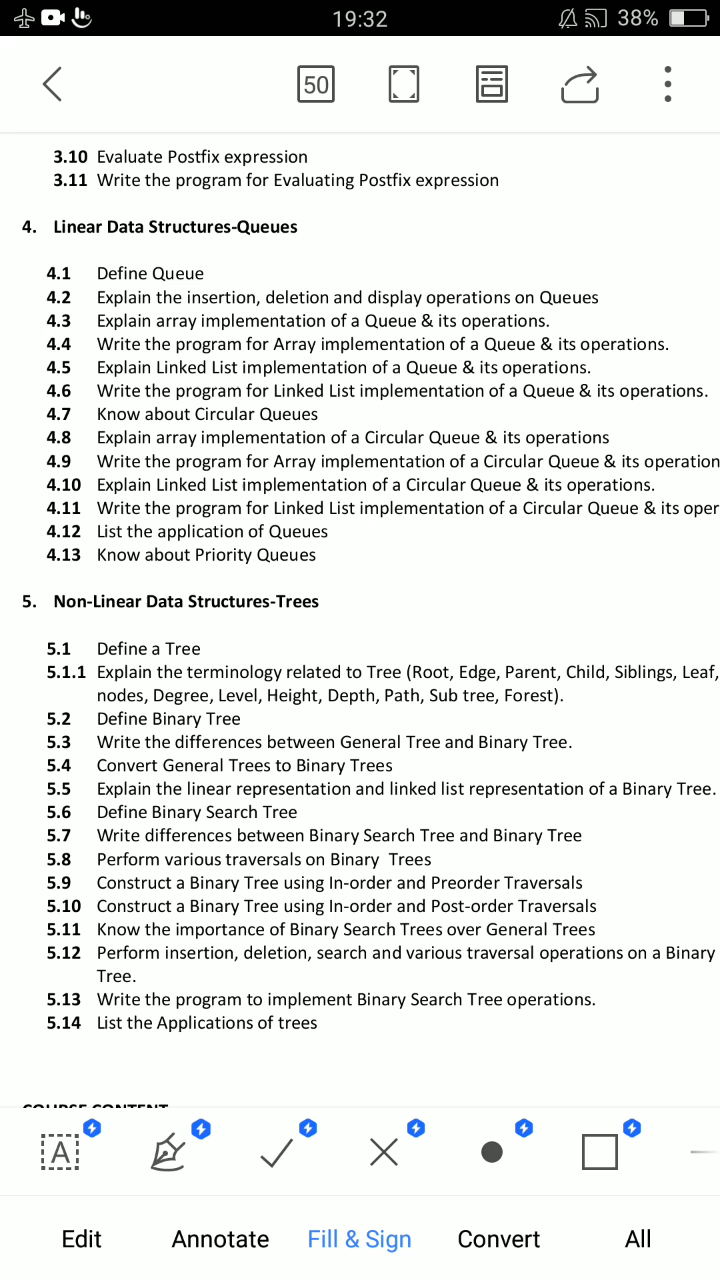 19:32
38%
50
3.10 Evaluate Postfix expression
3.11 Write the program for Evaluating Postfix expression
4. Linear Data Structures-Queues
4.1 Define Queue
4.2 Explain the insertion, deletion and display operations on Queues
4.3 Explain array implementation of a Queue & its operations.
4.4 Write the program for Array implementation of a Queue & its operations.
4.5 Explain Linked List implementation of a Queue & its operations.
4.6 Write the program for Linked List implementation of a Queue & its operations.
4.7 Know about Circular Queues
4.8 Explain array implementation of a Circular Queue & its operations
4.9 Write the program for Array implementation of a Circular Queue & its operation
4.10 Explain Linked List implementation of a Circular Queue & its operations.
4.11 Write the program for Linked List implementation of a Circular Queue & its oper
4.12 List the application of Queues
4.13 Know about Priority Queues
5. Non-Linear Data Structures-Trees
5.1 Define a Tree
5.1.1 Explain the terminology related to Tree (Root, Edge, Parent, Child, Siblings, Leaf,
nodes, Degree, Level, Height, Depth, Path, Sub tree, Forest).
5.2 Define Binary Tree
5.3 Write the differences between General Tree and Binary Tree.
5.4 Convert General Trees to Binary Trees
5.5 Explain the linear representation and linked list representation of a Binary Tree.
5.6 Define Binary Search Tree
5.7 Write differences between Binary Search Tree and Binary Tree
5.8 Perform various traversals on Binary Trees
5.9 Construct a Binary Tree using In-order and Preorder Traversals
5.10 Construct a Binary Tree using In-order and Post-order Traversals
5.11 Know the importance of Binary Search Trees over General Trees
5.12 Perform insertion, deletion, search and various traversal operations on a Binary
Tree.
5.13 Write the program to implement Binary Search Tree operations.
5.14 List the Applications of trees
A
Edit Annotate Fill & Sign Convert All